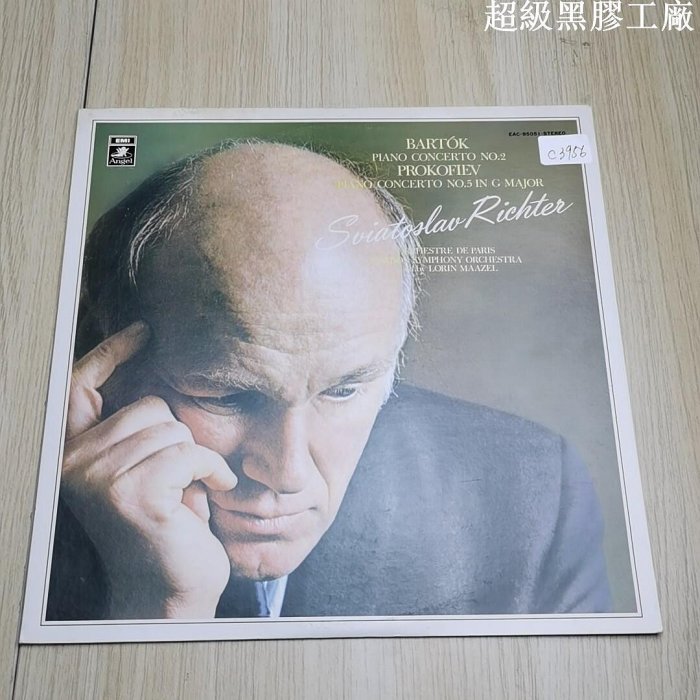 超級黑膠工廠
EMI
Angel
EAC-95051 STEREO
C3956
BARTÓK
PIANO CONCERTO NO.2
PROKOFIEV
PIANO CONCERTO NO.5 IN G MAJOR
Sviatoslav Richter
DE PARIS
SYMPHONY ORCHESTRA
LORIN MAAZEL